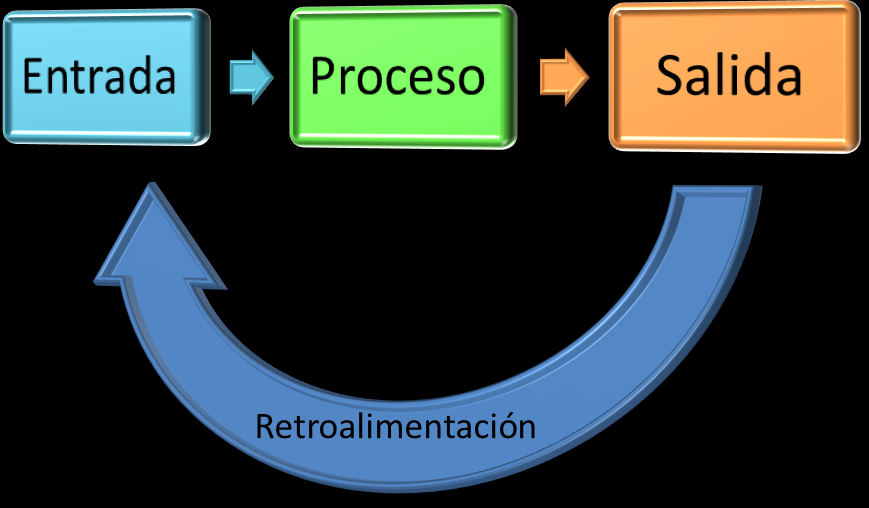 Entrada
Proceso
Salida
Retroalimentación